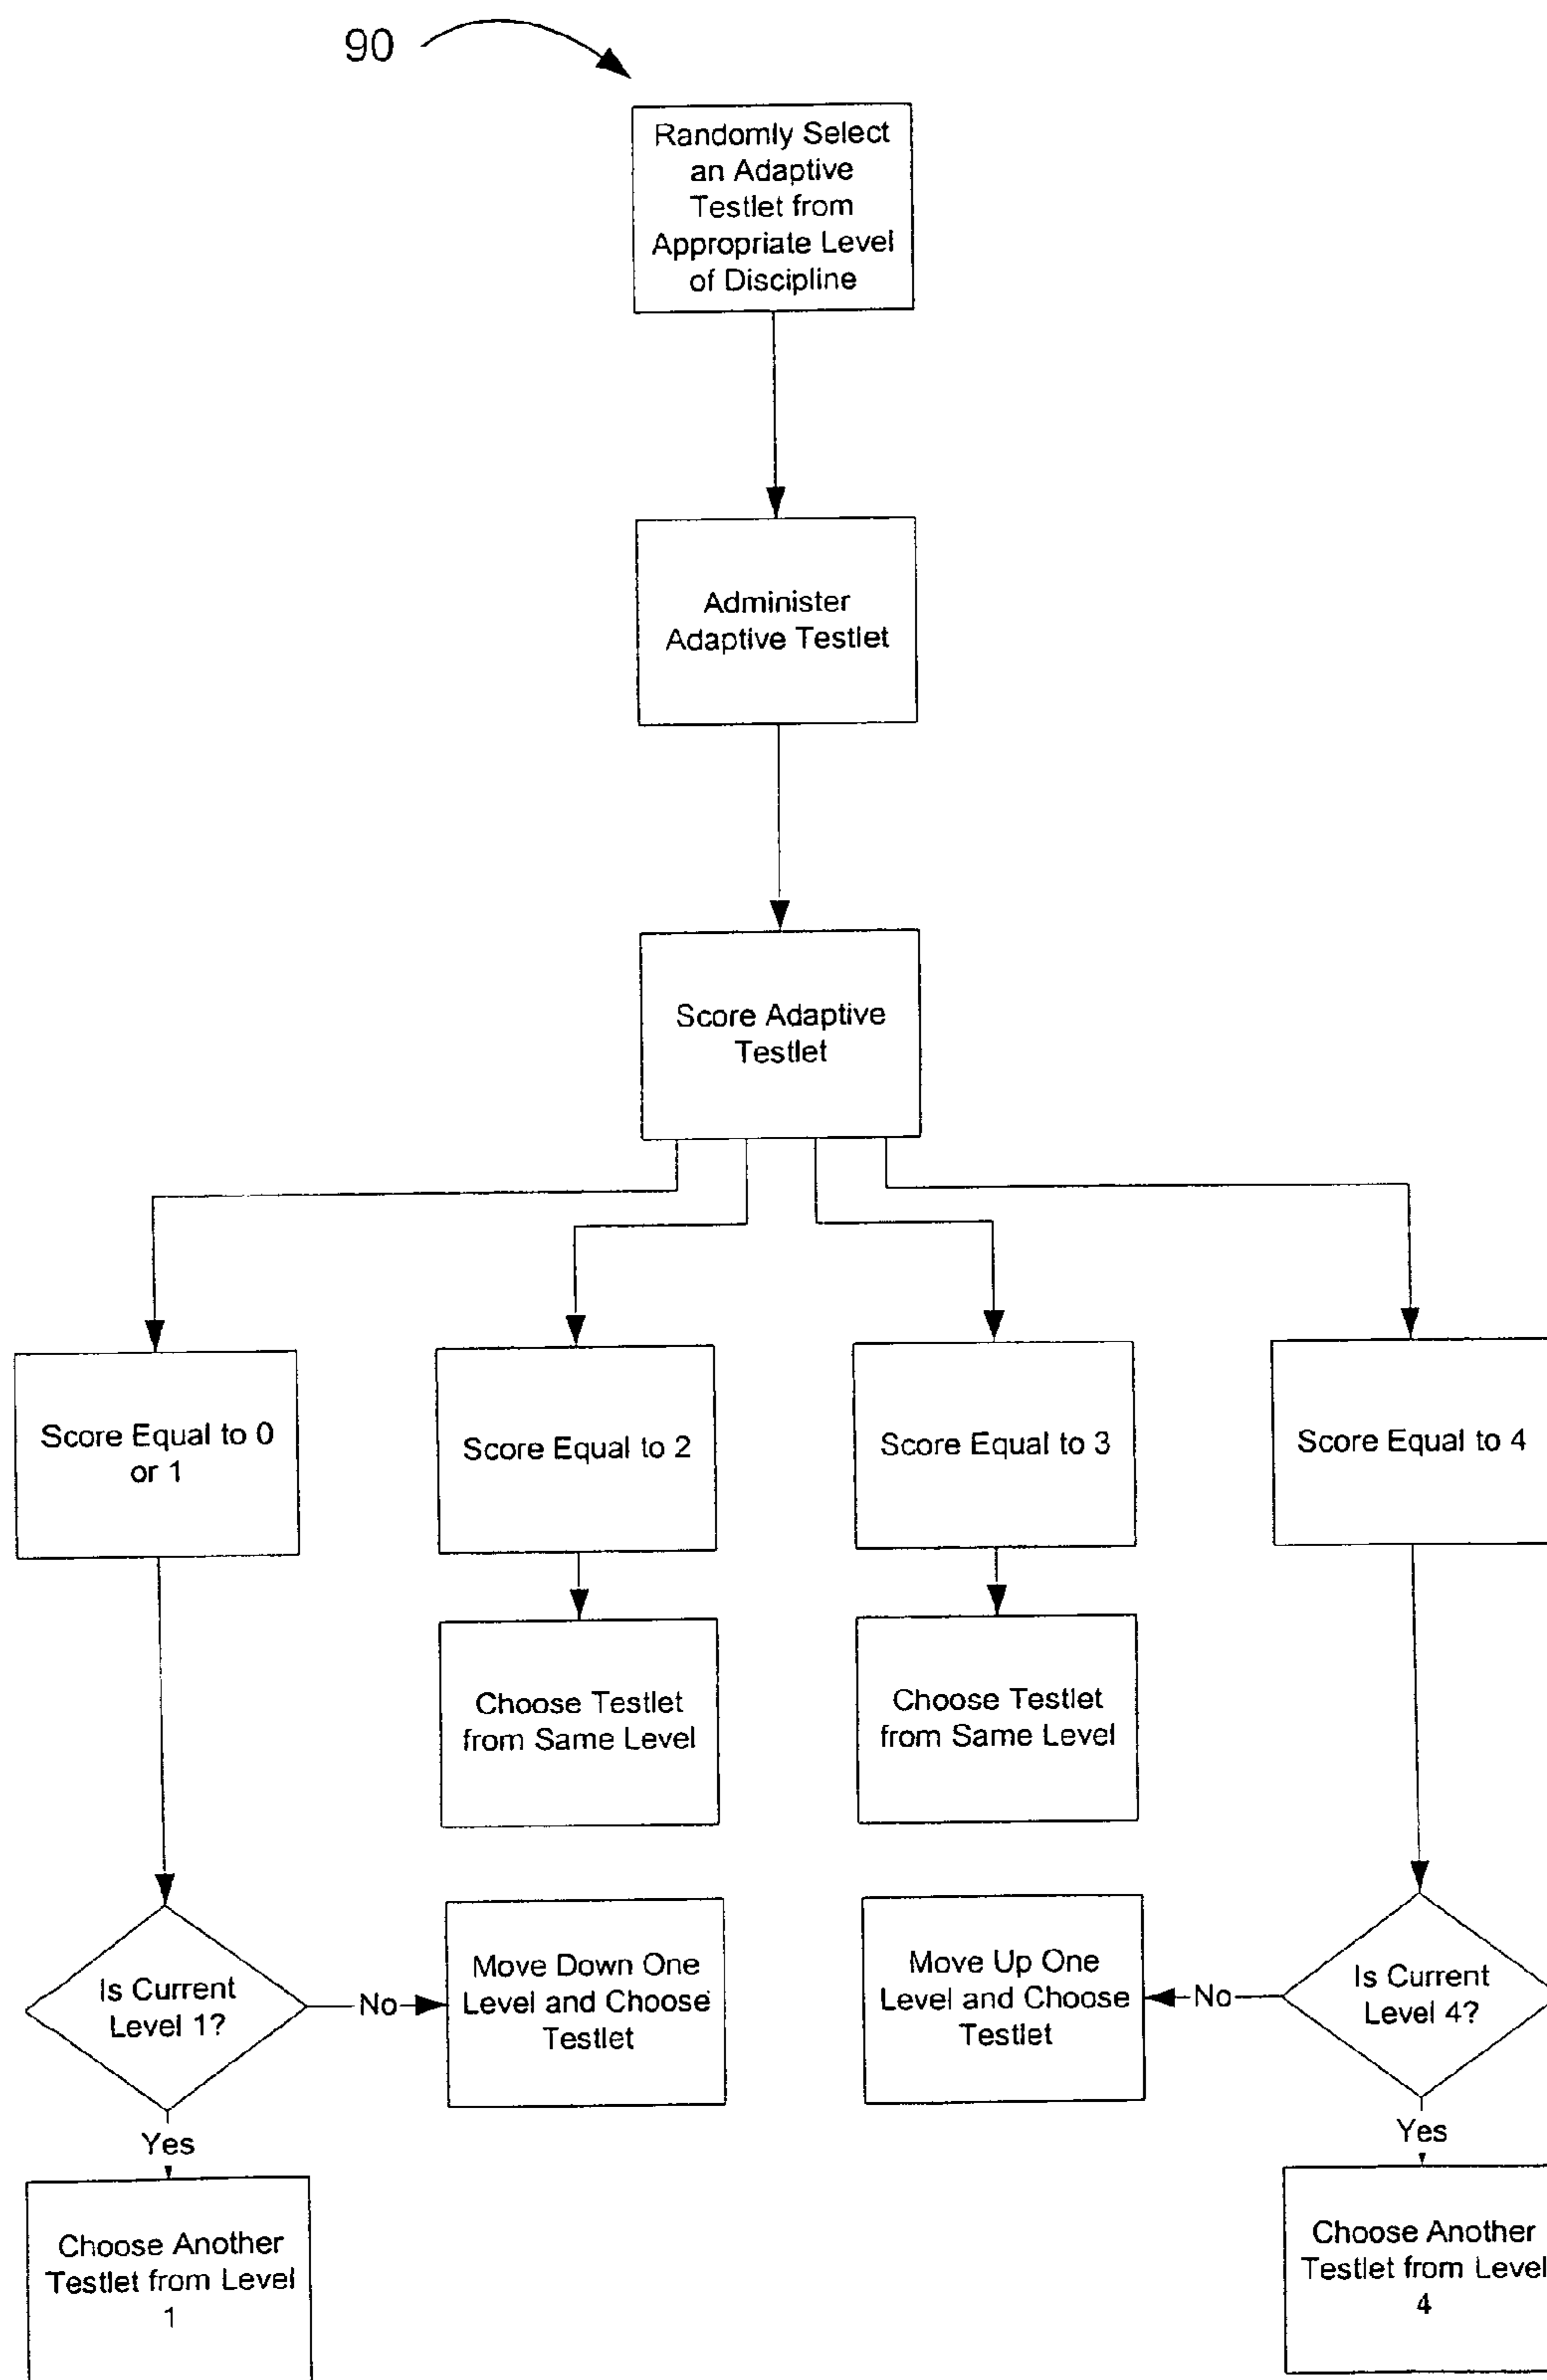 90
Randomly Select
an Adaptive
Testlet from
Appropriate Level
of Discipline
Administer
Adaptive Testlet
Score Adaptive
Testlet
Score Equal to 0
or 1
Score Equal to 2
Score Equal to 3
Score Equal to 4
Choose Testlet
from Same Level
Choose Testlet
from Same Level
Is Current
Level 1?
No
Move Down One
Level and Choose
Testlet
Move Up One
Level and Choose
Testlet
No
Is Current
Level 4?
Yes
Yes
Choose Another
Testlet from Level
1
Choose Another
Testlet from Level
4